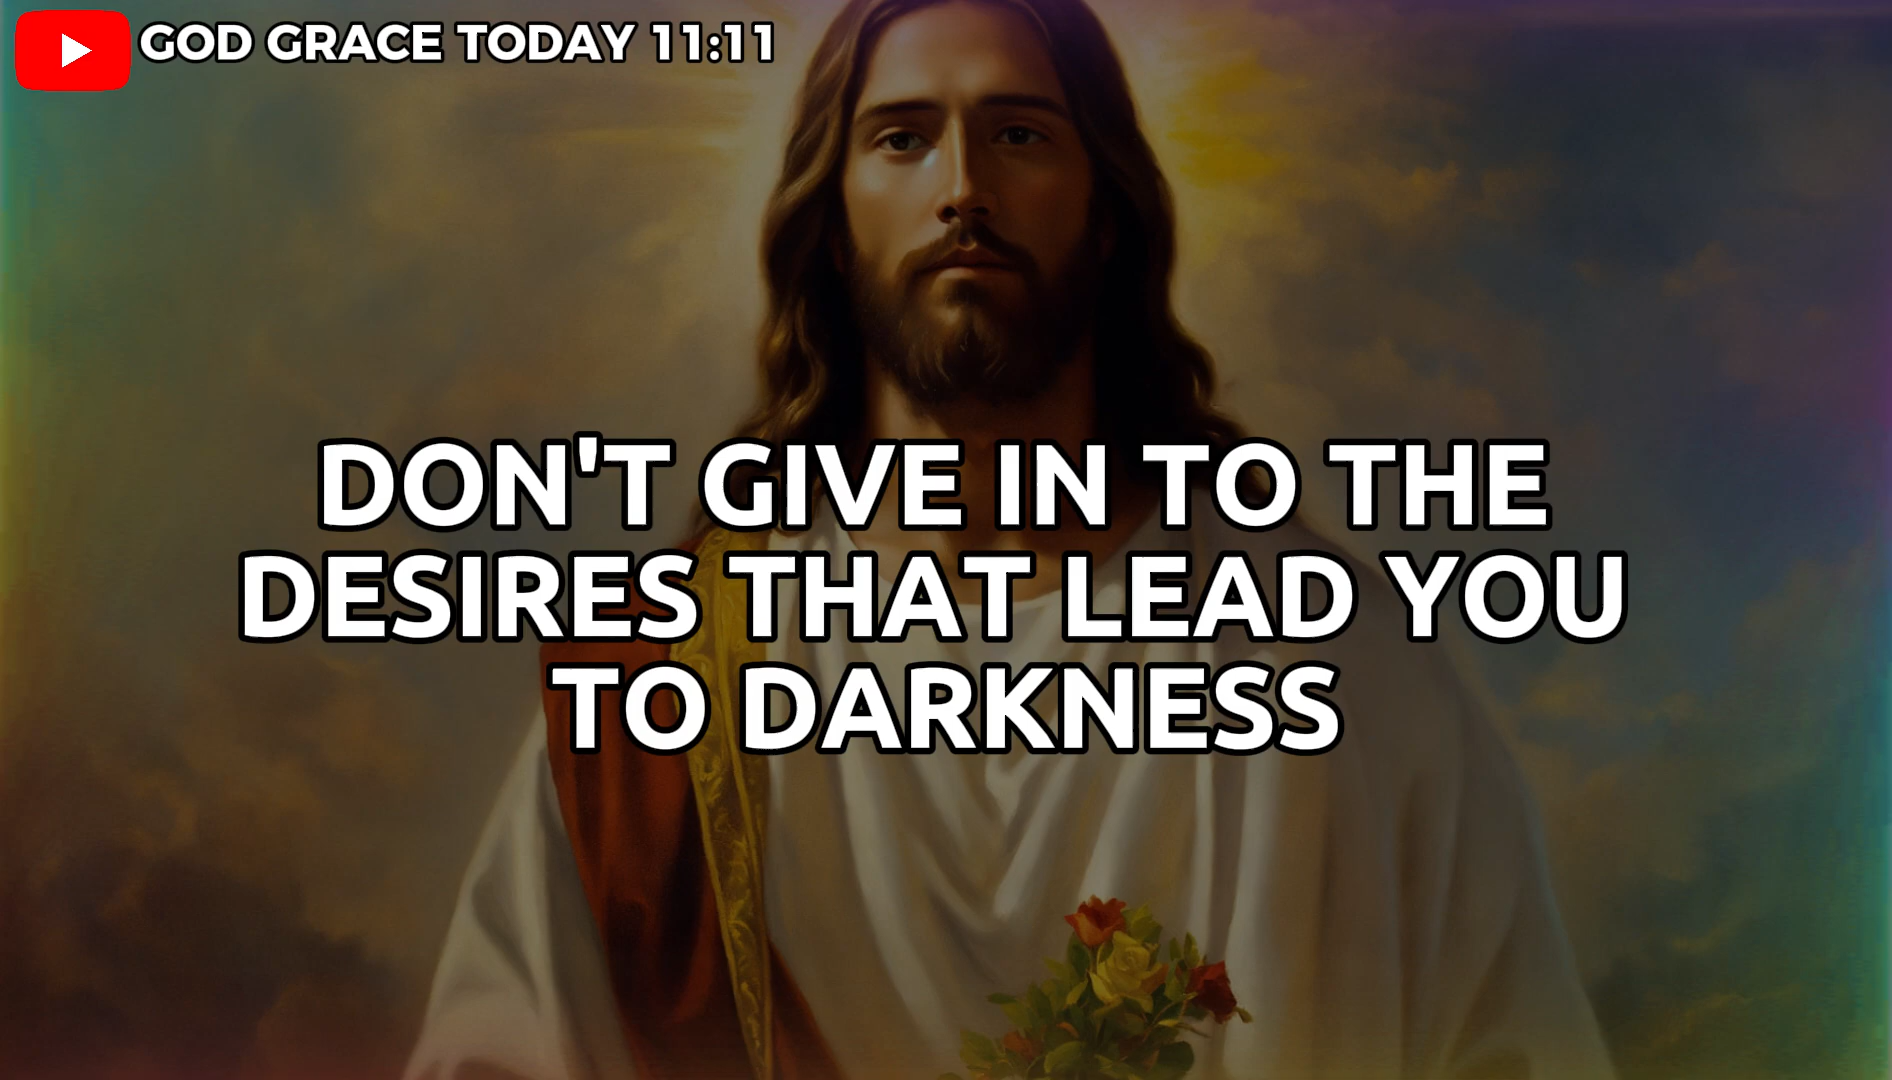 GOD GRACE TODAY 11:11
DON'T GIVE IN TO THE
DESIRES THAT LEAD YOU
TO DARKNESS